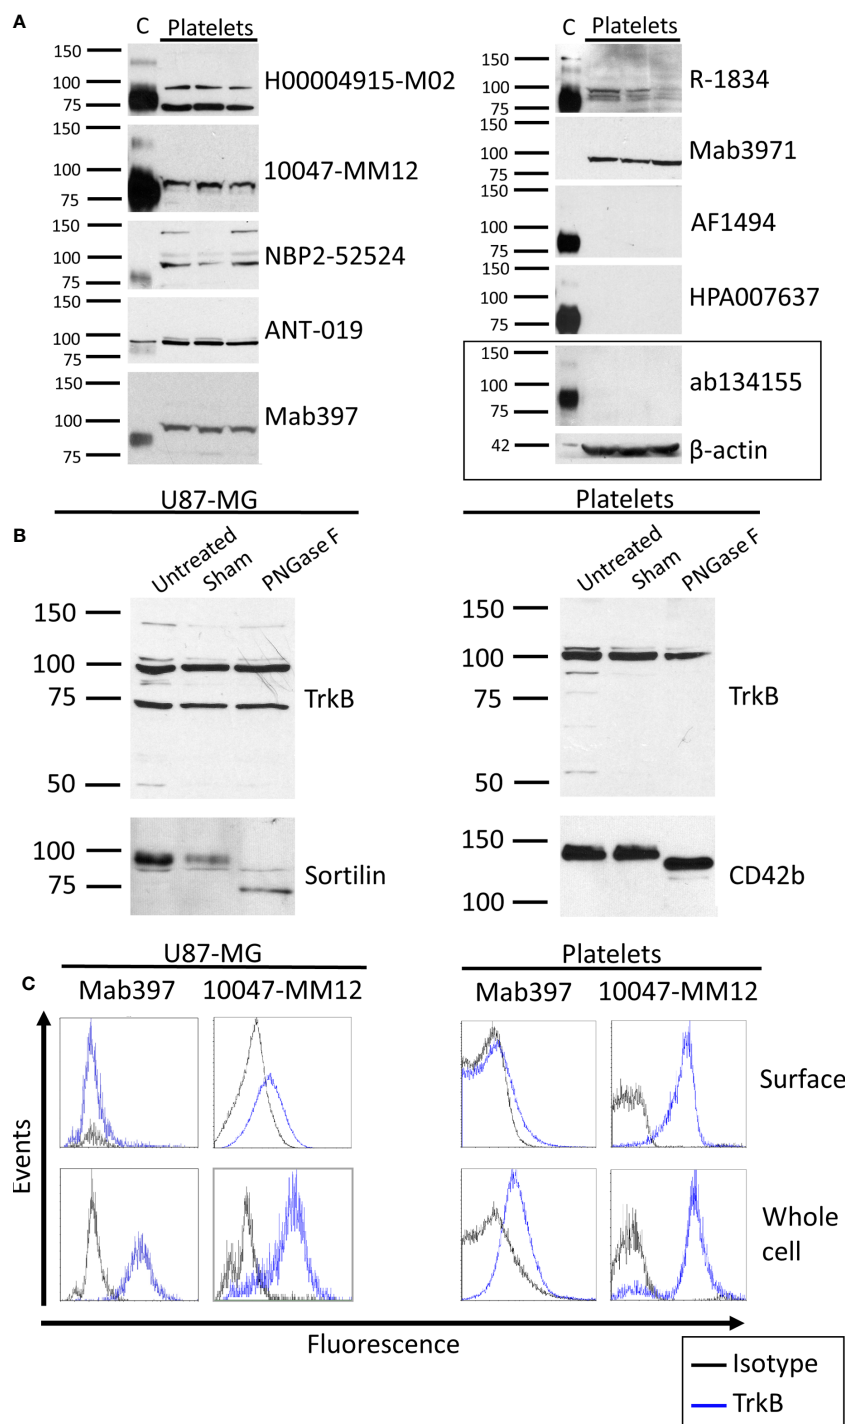 A
C Platelets
150
100
75
H00004915-M02
150
100
75
10047-MM12
150
100
75
NBP2-52524
150
100
75
ANT-019
150
100
75
Mab397
C Platelets
150
100
75
R-1834
150
100
75
Mab3971
150
100
75
AF1494
150
100
75
HPA007637
150
100
75
ab134155
42
β-actin
B
U87-MG
Untreated
Sham
PNGase F
150
100
75
50
TrkB
100
75
Sortilin
Platelets
Untreated
Sham
PNGase F
150
100
75
50
TrkB
150
100
CD42b
C
U87-MG
Mab397 10047-MM12
Platelets
Mab397 10047-MM12
Surface
Whole
cell
Events
Fluorescence
Isotype
TrkB